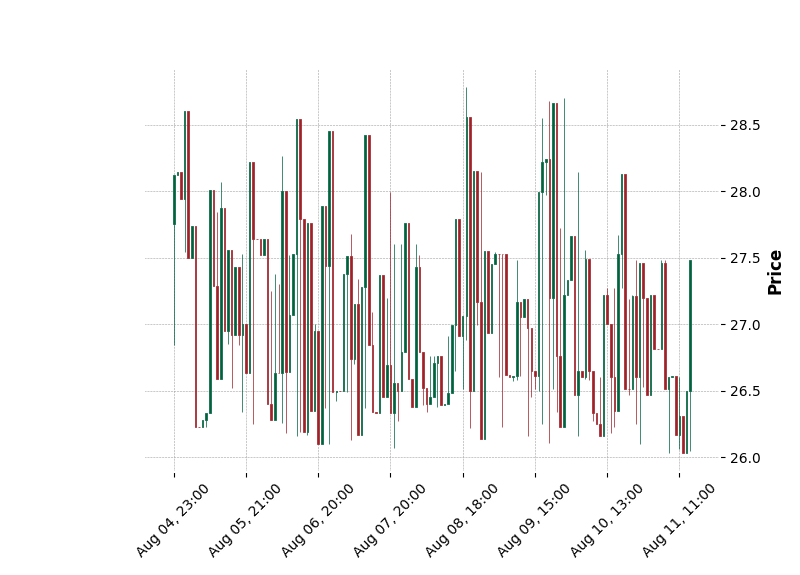 28.5
28.0
27.5
27.0
26.5
26.0
Price
Aug 04, 23:00
Aug 05, 21:00
Aug 06, 20:00
Aug 07, 20:00
Aug 08, 18:00
Aug 09, 15:00
Aug 10, 13:00
Aug 11, 11:00